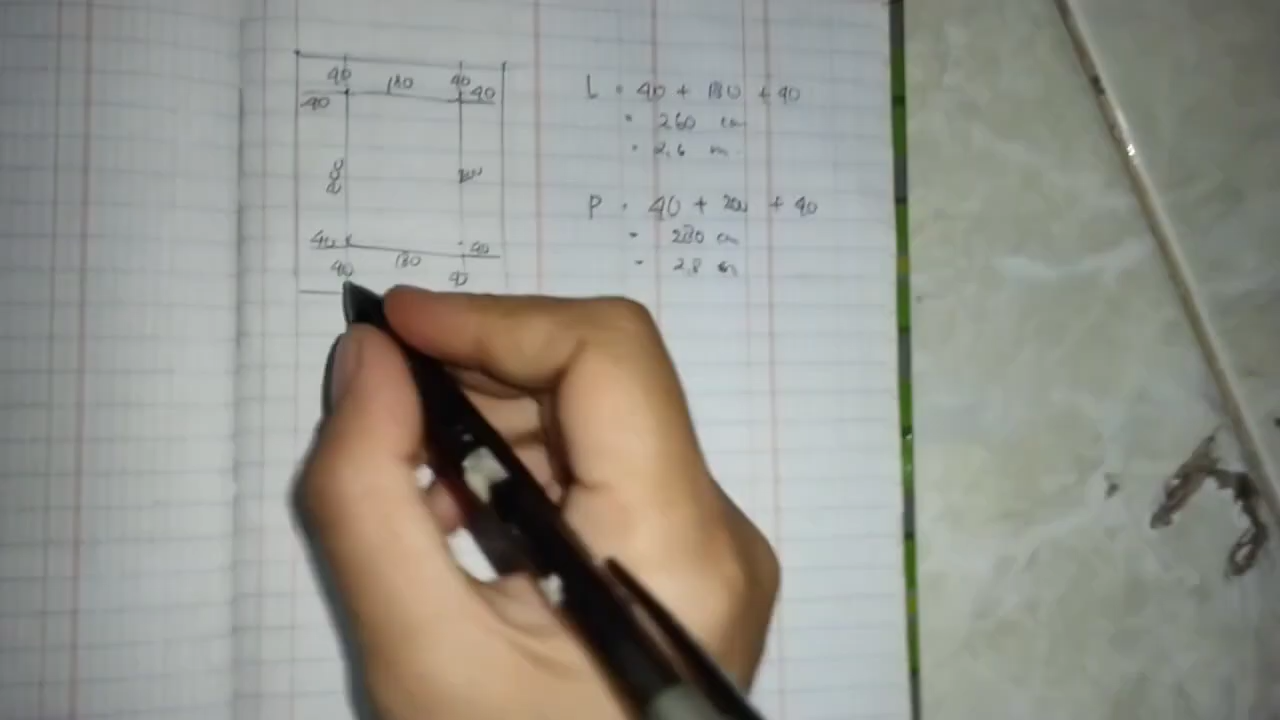 40 180 40
40 40
200 200
40 40
180
40 40
L = 40 + 180 + 40
= 260 cm
= 2,6 m
P = 40 + 200 + 40
= 280 cm
= 2,8 m